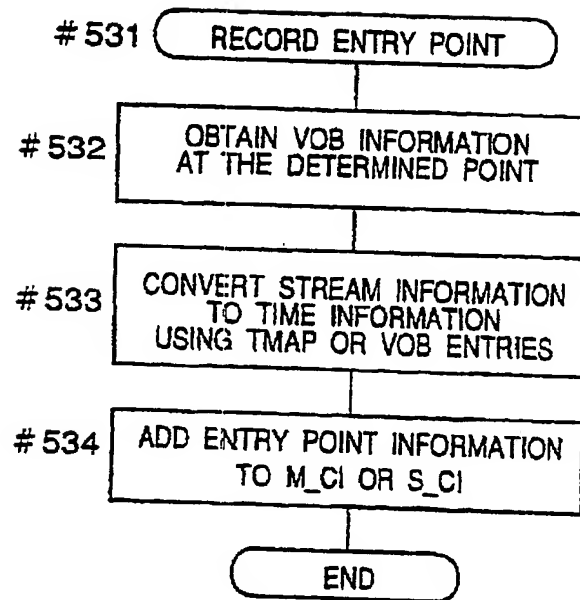 #531 RECORD ENTRY POINT
#532 OBTAIN VOB INFORMATION
AT THE DETERMINED POINT
#533 CONVERT STREAM INFORMATION
TO TIME INFORMATION
USING TMAP OR VOB ENTRIES
#534 ADD ENTRY POINT INFORMATION
TO M_CI OR S_CI
END